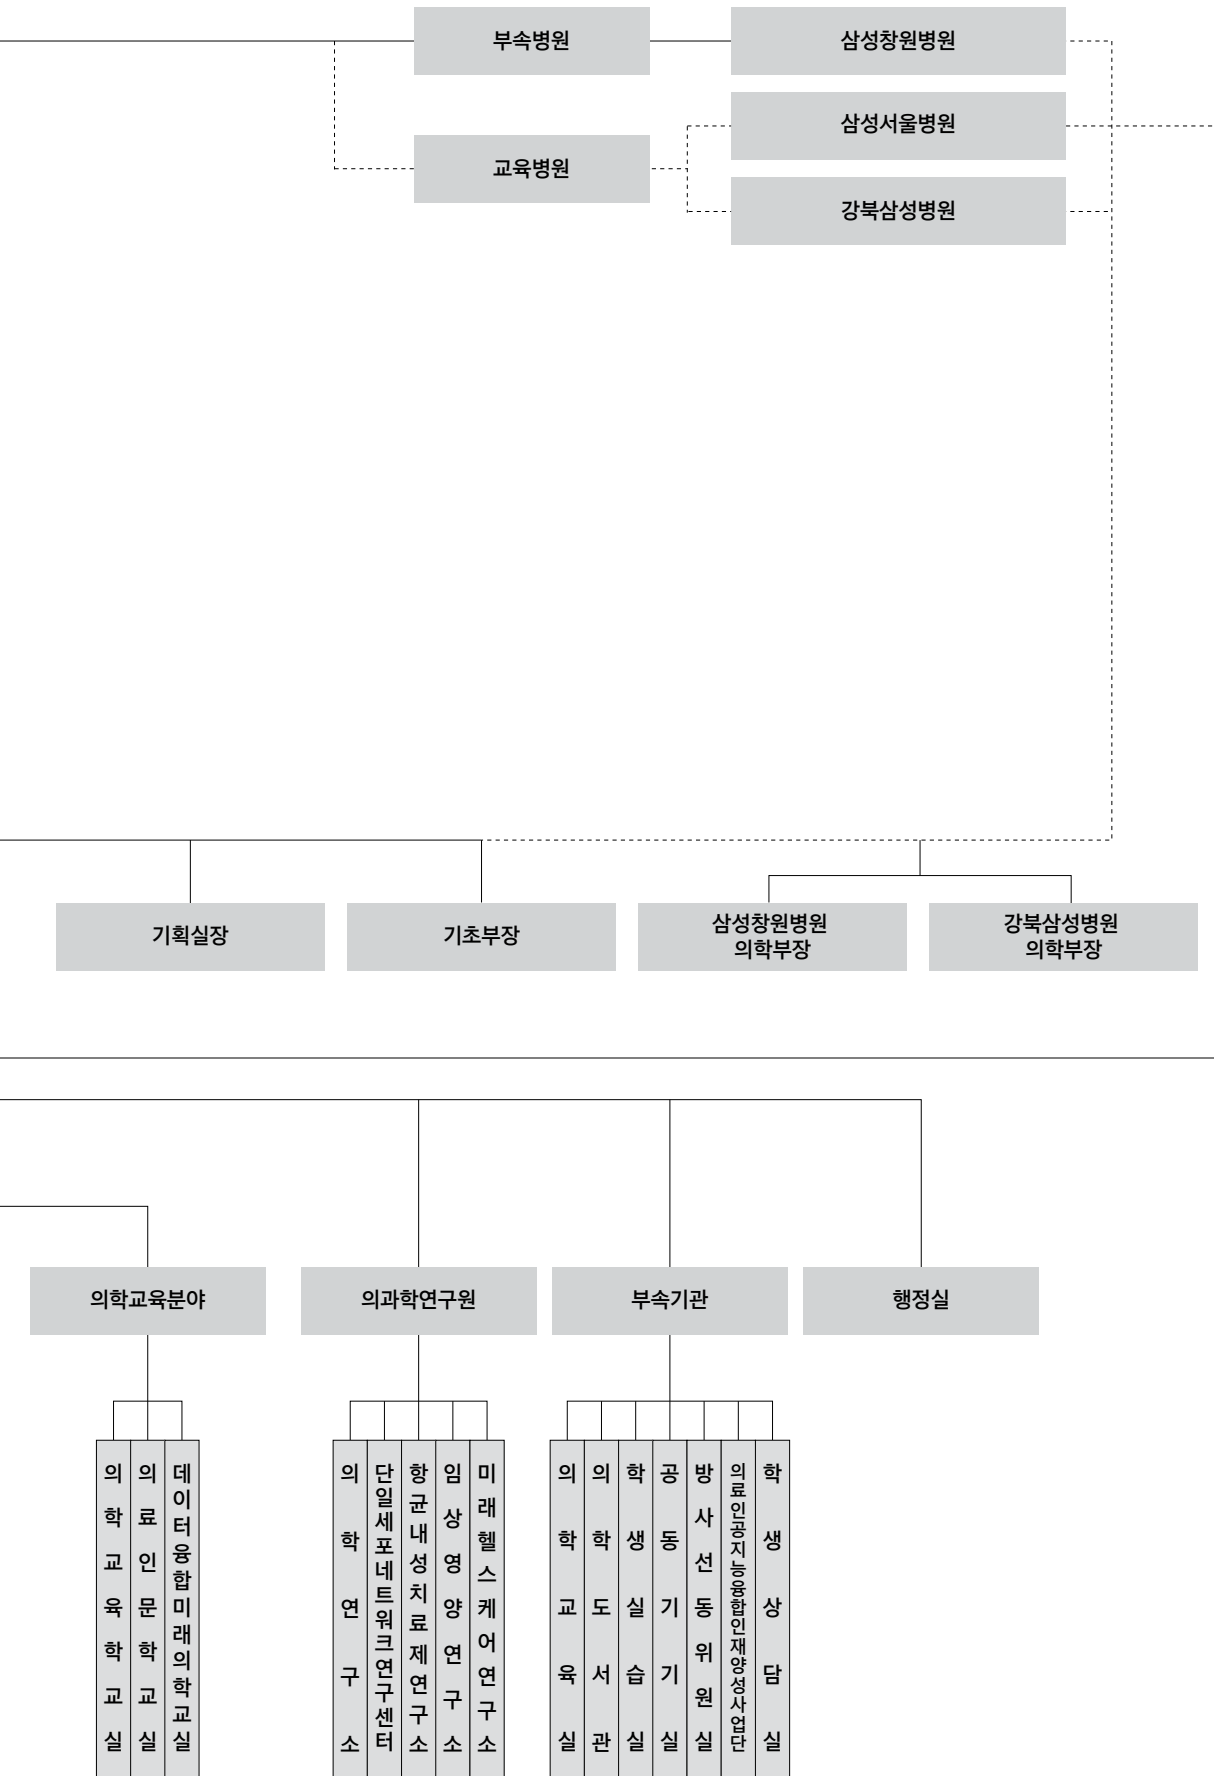 부속병원
삼성창원병원
삼성서울병원
교육병원
강북삼성병원
기획실장
기초부장
삼성창원병원
의학부장
강북삼성병원
의학부장
의학교육분야
의과학연구원
부속기관
행정실
의학교육학교실
의료인문학교실
데이터융합미래의학교실
의학연구소
단일세포네트워크연구센터
항균내성치료제연구소
임상영양연구소
미래헬스케어연구소
의학교육실
의학도서관
학생실습실
공동기기실
방사선동위원실
의료인공지능융합인재양성사업단
학생상담실